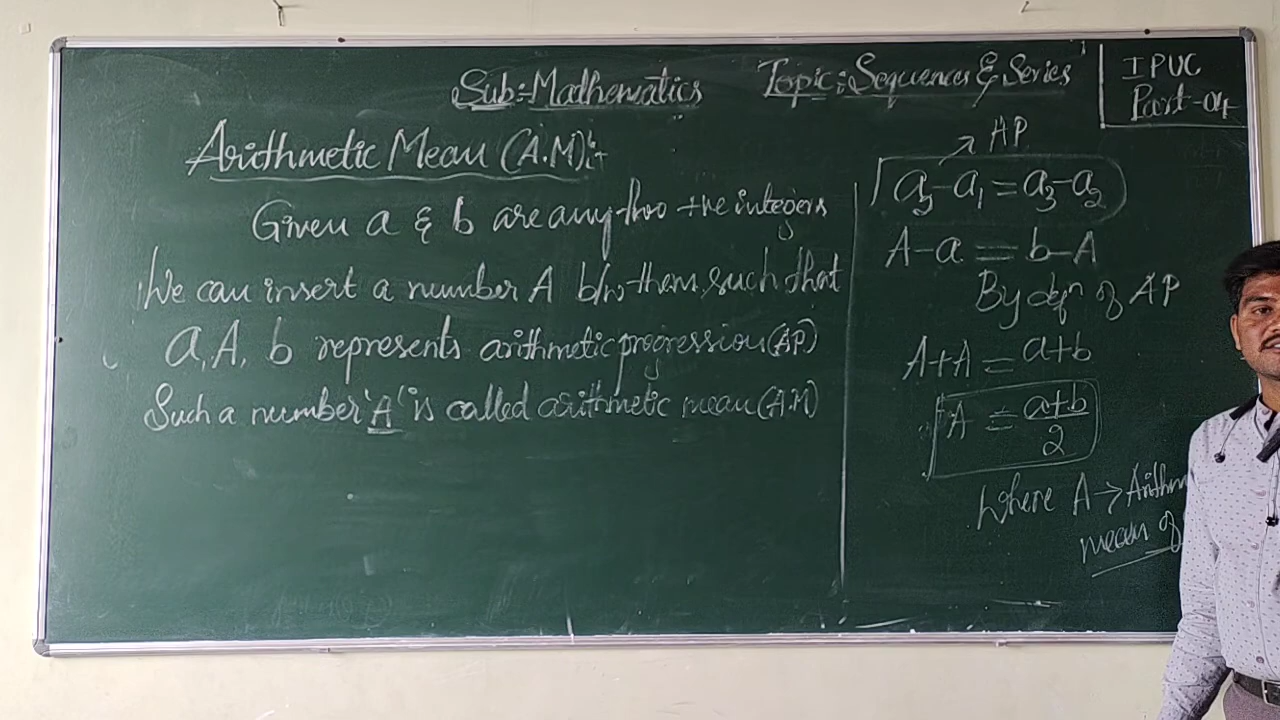 Sub:- Mathematics Topic:- Sequences & Series
I PUC
Part-04
Arithmetic Mean (A.M):-
Given a & b are any two +ve integers
We can insert a number A b/w them, such that
a, A, b represents arithmetic progression (AP)
Such a number 'A' is called arithmetic mean (A.M)
→ AP
a₂-a₁ = a₃-a₂
A-a = b-A
By defⁿ of AP
A+A = a+b
A = a+b/2
Where A → Arithm
mean of